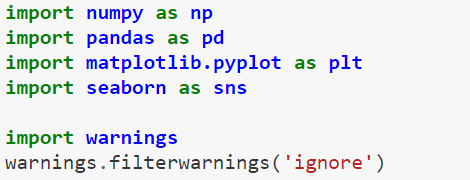 import numpy as np
import pandas as pd
import matplotlib.pyplot as plt
import seaborn as sns
import warnings
warnings.filterwarnings('ignore')